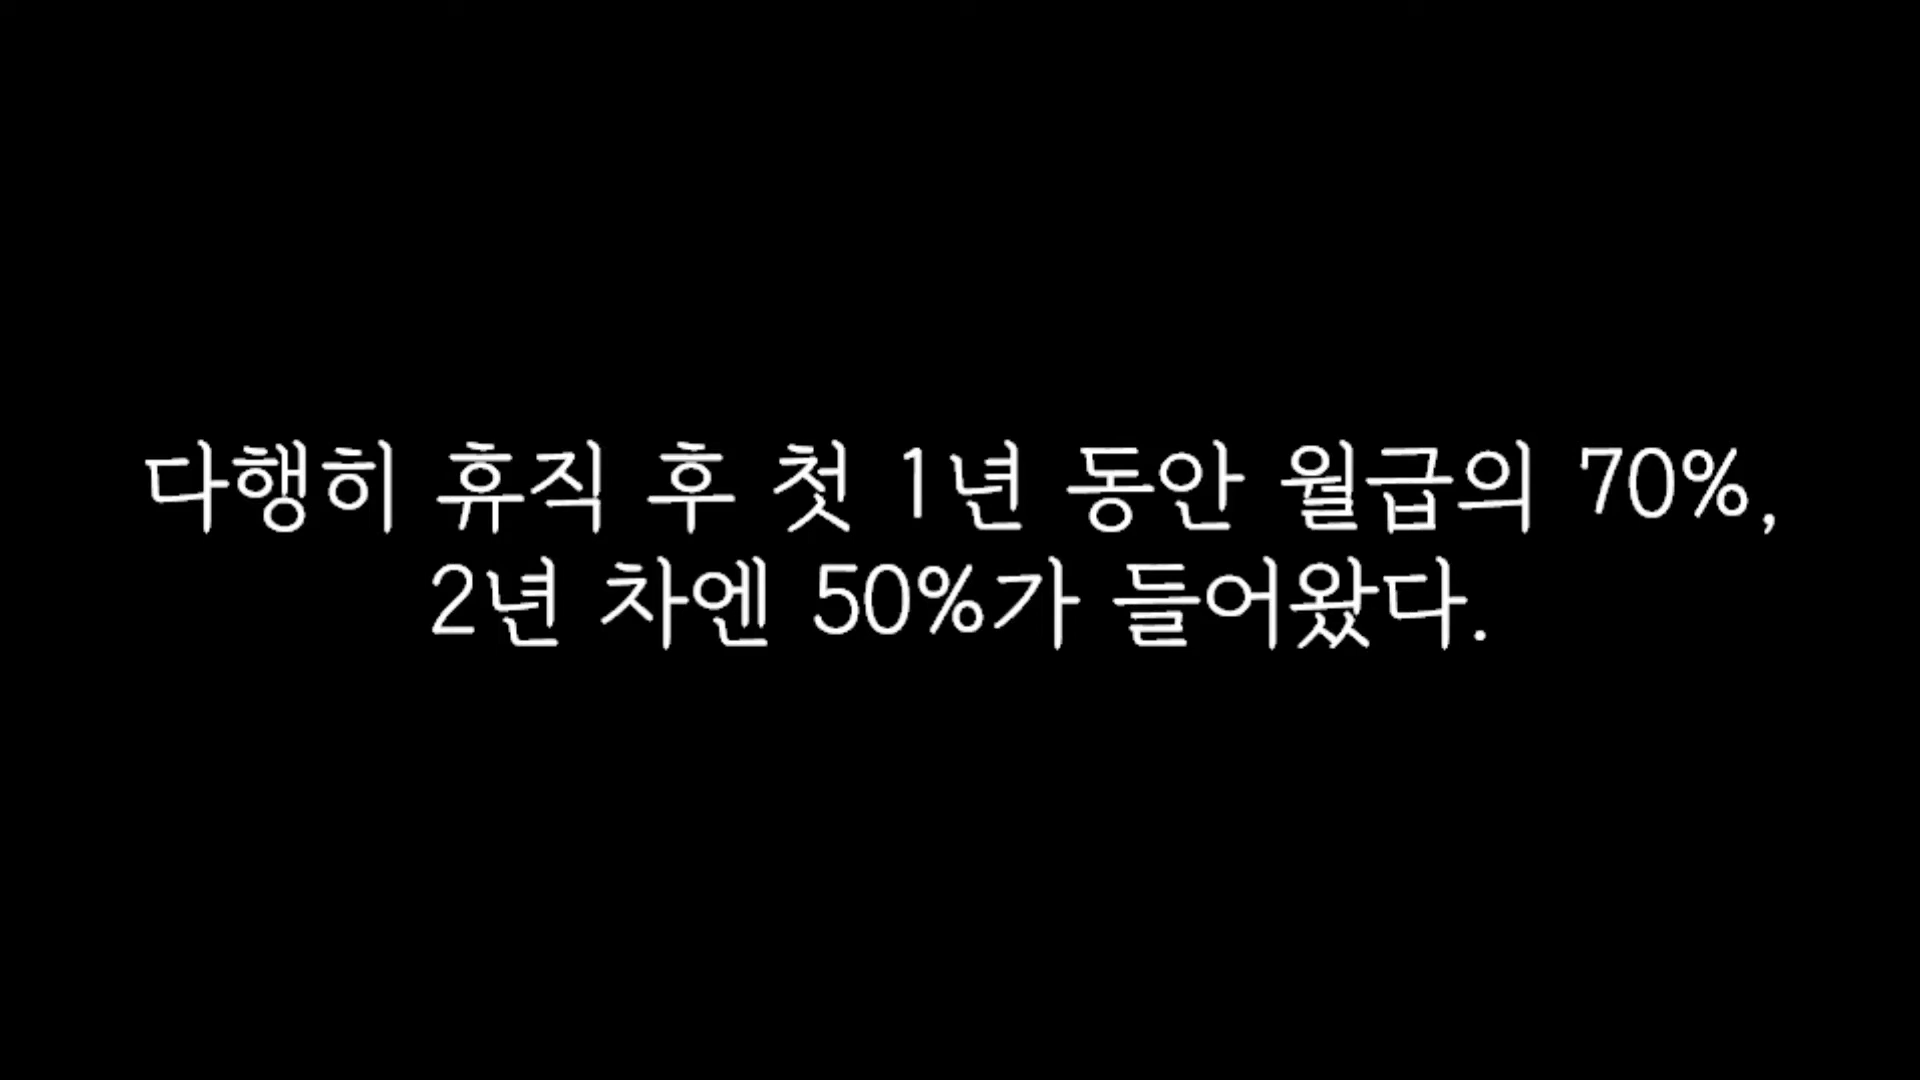 다행히 휴직 후 첫 1년 동안 월급의 70%,
2년 차엔 50%가 들어왔다.